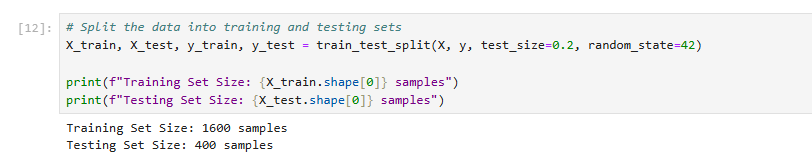 [12]:
# Split the data into training and testing sets
X_train, X_test, y_train, y_test = train_test_split(X, y, test_size=0.2, random_state=42)
print(f"Training Set Size: {X_train.shape[0]} samples")
print(f"Testing Set Size: {X_test.shape[0]} samples")
Training Set Size: 1600 samples
Testing Set Size: 400 samples